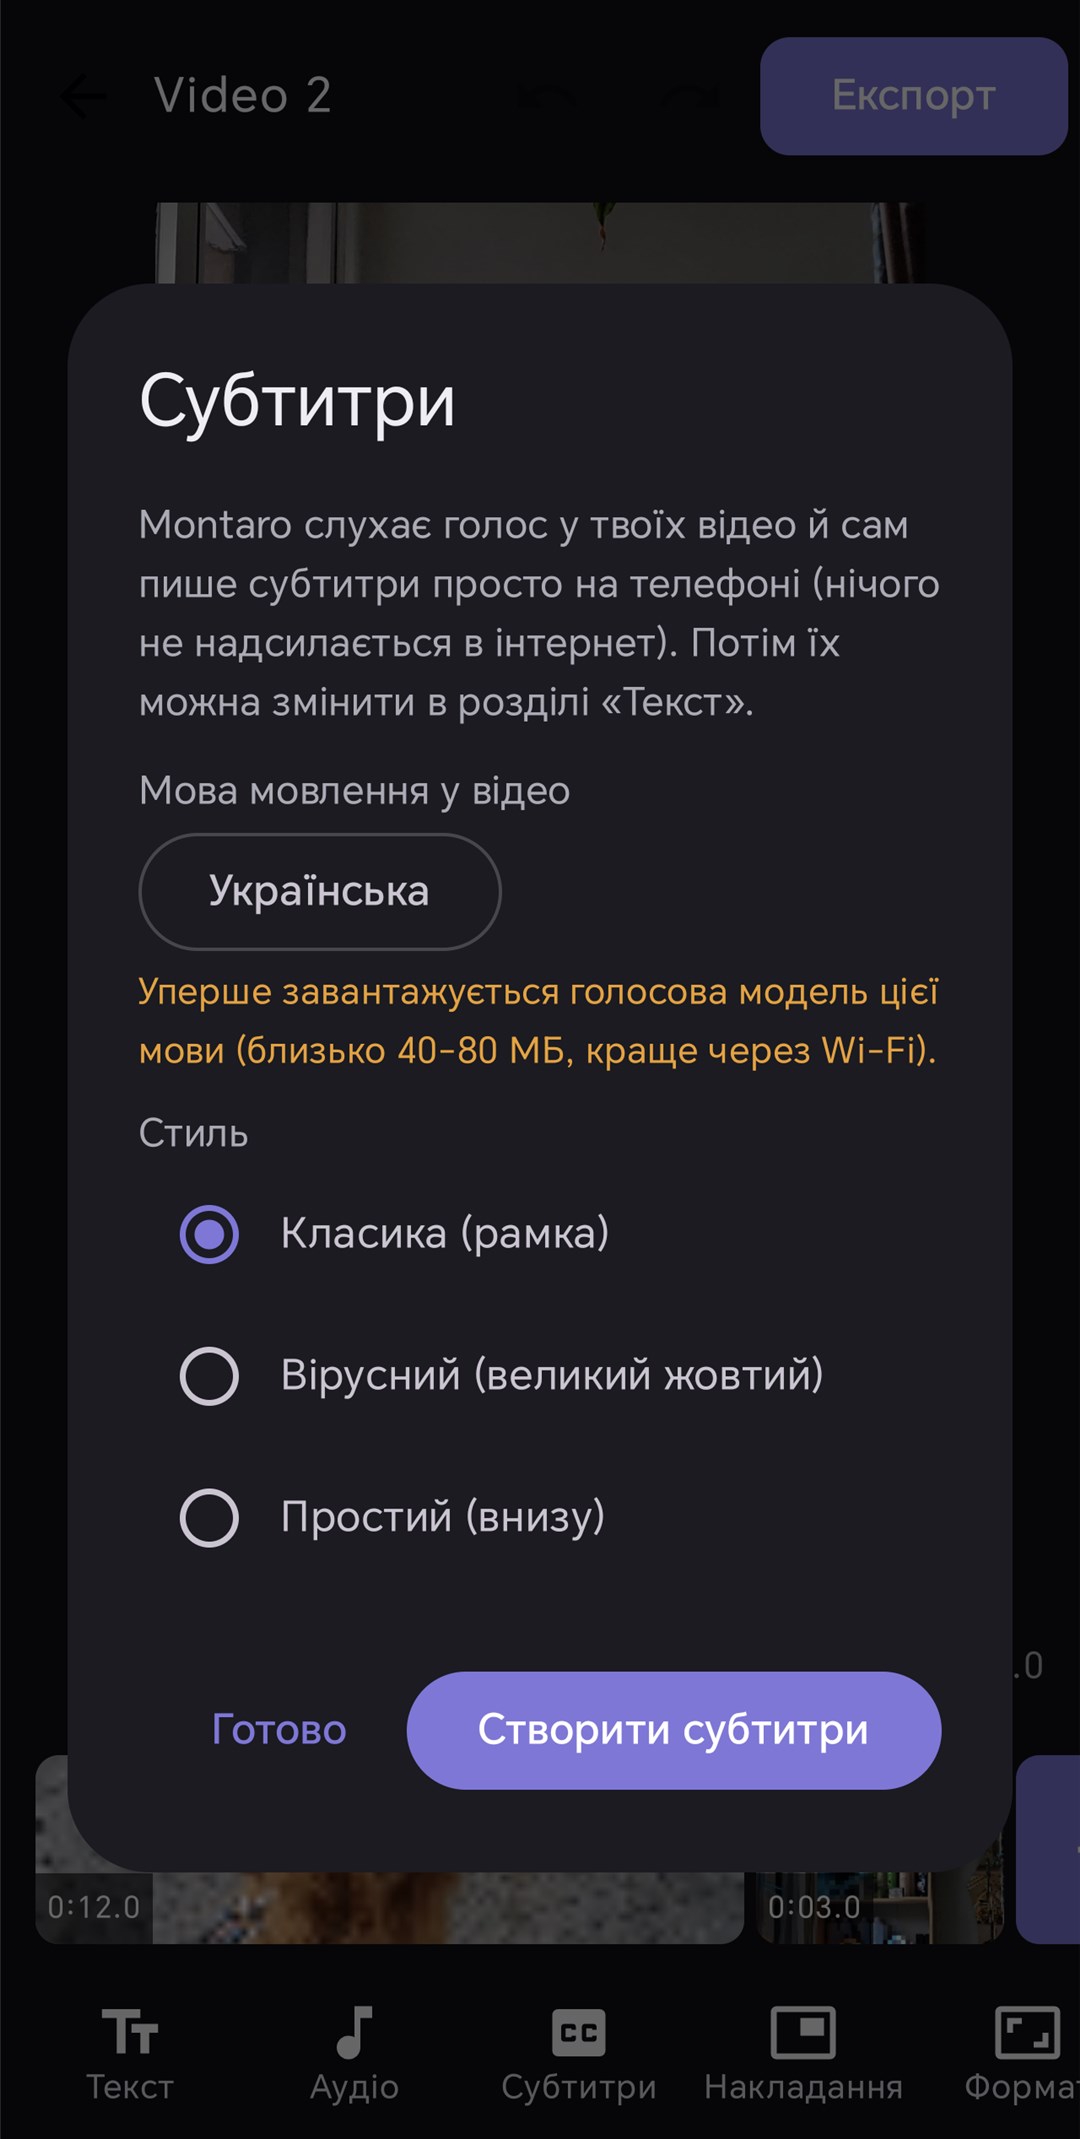 Video 2
Експорт
Субтитри
Montaro слухає голос у твоїх відео й сам
пише субтитри просто на телефоні (нічого
не надсилається в інтернет). Потім їх
можна змінити в розділі «Текст».
Мова мовлення у відео
Українська
Уперше завантажується голосова модель цієї
мови (близько 40-80 МБ, краще через Wi-Fi).
Стиль
Класика (рамка)
Вірусний (великий жовтий)
Простий (внизу)
.0
Готово
Створити субтитри
0:12.0
0:03.0
Текст
Аудіо
Субтитри
Накладання
Формат